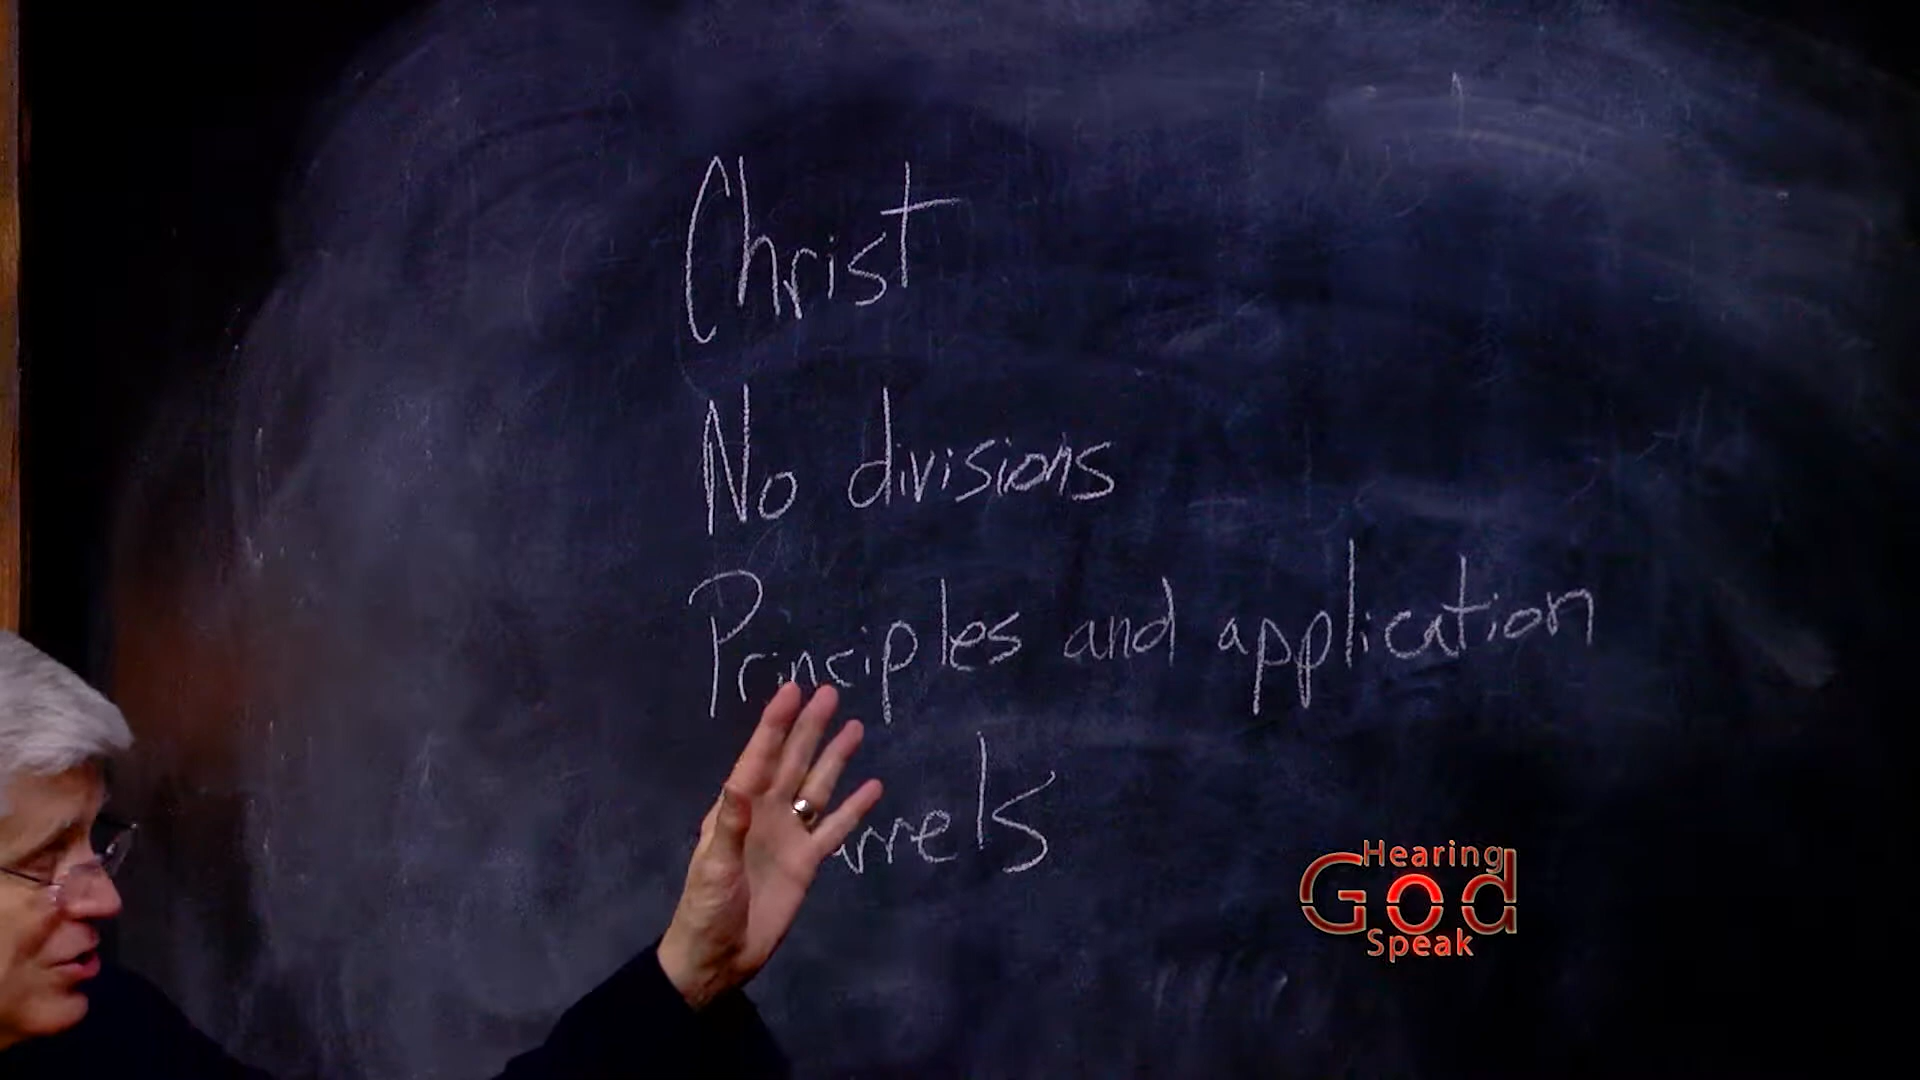 Christ
No divisions
Principles and application
Hearing
God
Speak